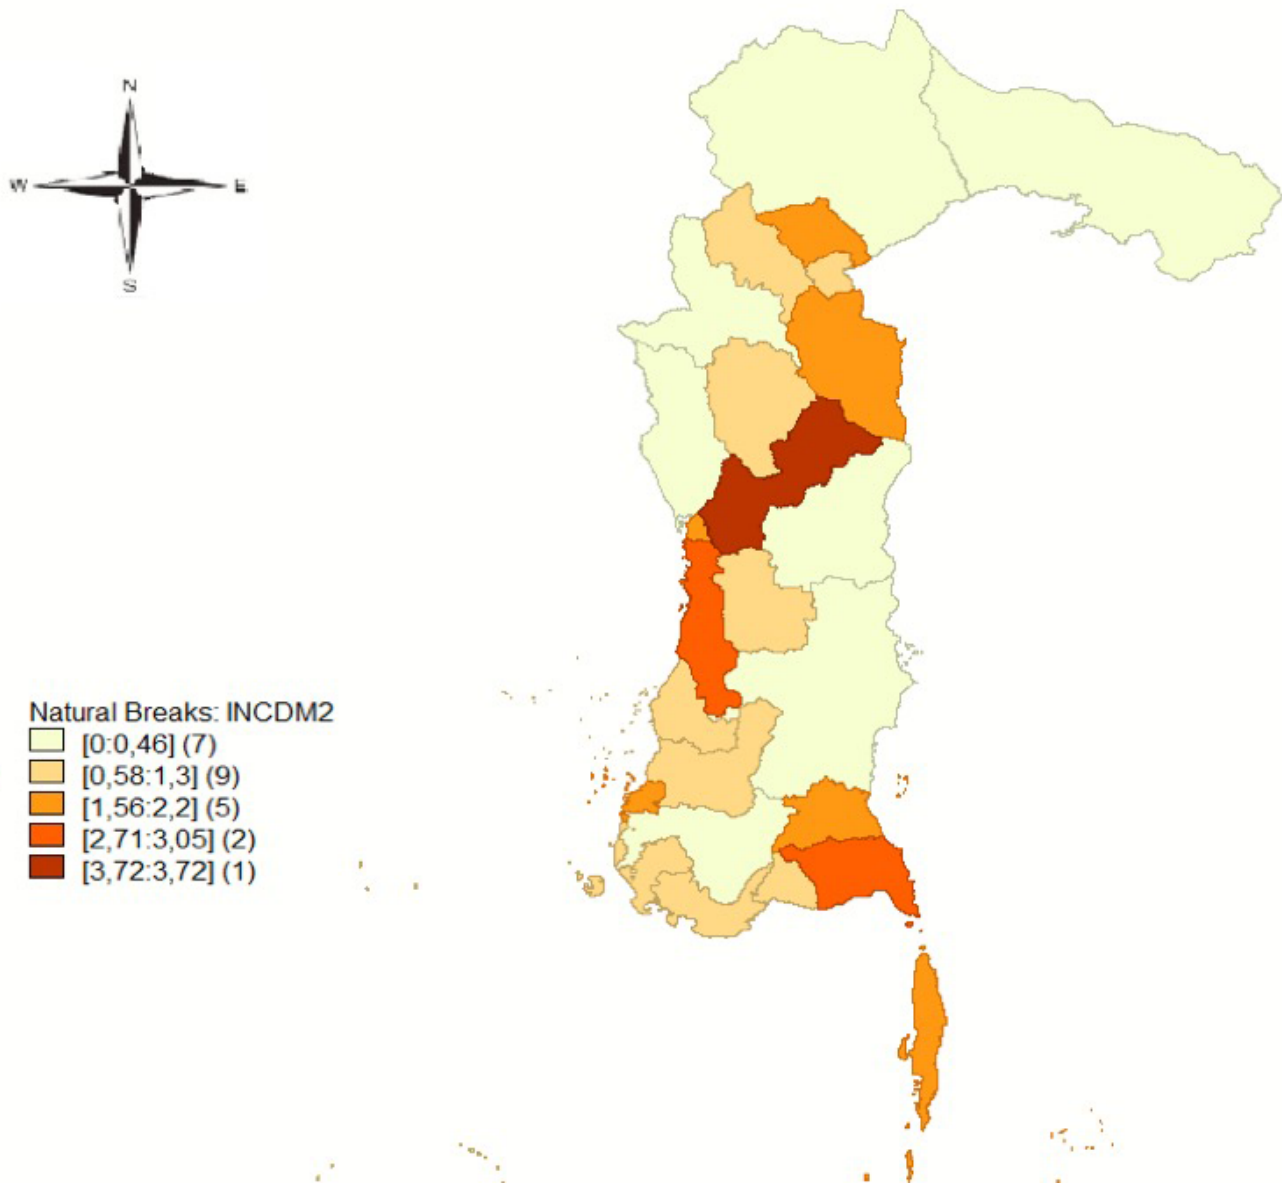 N
W E
S
Natural Breaks: INCDM2
[0:0,46] (7)
[0,58:1,3] (9)
[1,56:2,2] (5)
[2,71:3,05] (2)
[3,72:3,72] (1)